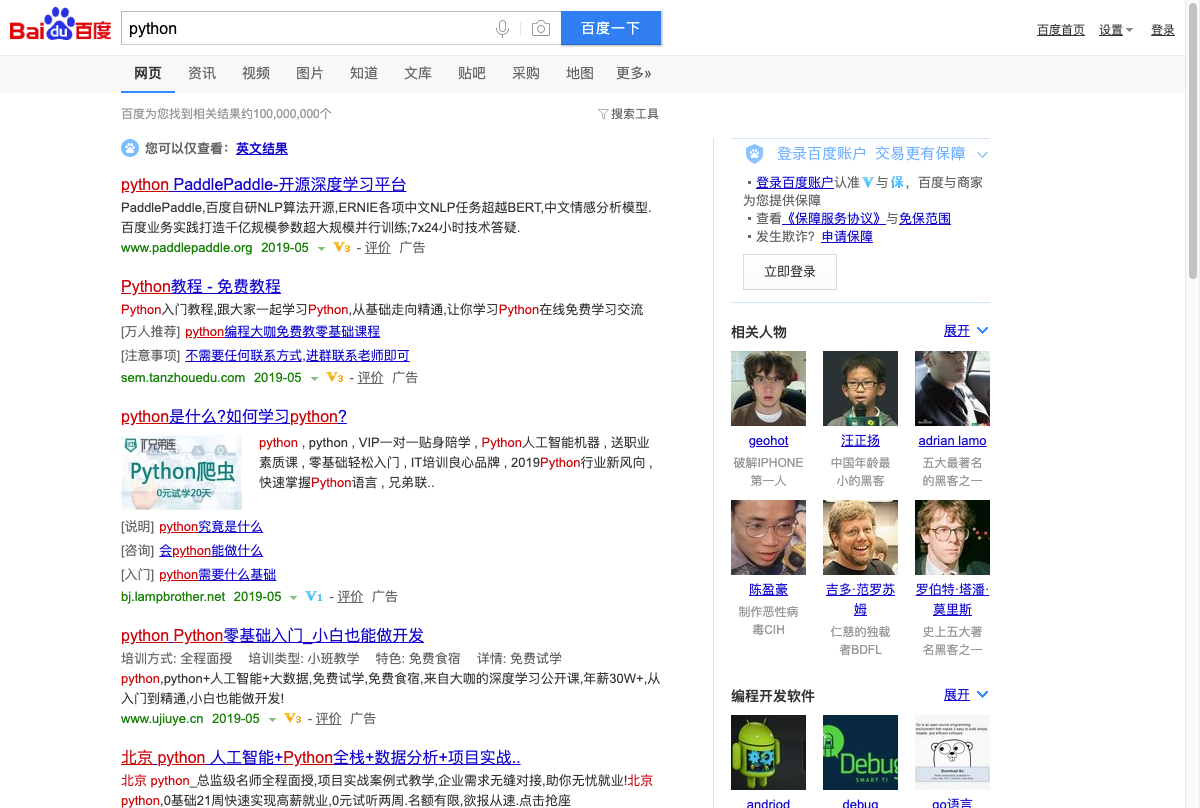 Bai du 百度
python
百度一下
百度首页 设置 登录
网页 资讯 视频 图片 知道 文库 贴吧 采购 地图 更多»
百度为您找到相关结果约100,000,000个
搜索工具
您可以仅查看：英文结果
python PaddlePaddle-开源深度学习平台
PaddlePaddle,百度自研NLP算法开源,ERNIE各项中文NLP任务超越BERT,中文情感分析模型.
百度业务实践打造千亿规模参数超大规模并行训练;7x24小时技术答疑.
www.paddlepaddle.org 2019-05 V3 - 评价 广告
Python教程 - 免费教程
Python入门教程,跟大家一起学习Python,从基础走向精通,让你学习Python在线免费学习交流
[万人推荐] python编程大咖免费教零基础课程
[注意事项] 不需要任何联系方式,进群联系老师即可
sem.tanzhouedu.com 2019-05 V3 - 评价 广告
python是什么?如何学习python?
IT兄弟连
Python爬虫
0元试学20天
python , python , VIP一对一贴身陪学 , Python人工智能机器 , 送职业
素质课 , 零基础轻松入门 , IT培训良心品牌 , 2019Python行业新风向 ,
快速掌握Python语言 , 兄弟联..
[说明] python究竟是什么
[咨询] 会python能做什么
[入门] python需要什么基础
bj.lampbrother.net 2019-05 V1 - 评价 广告
python Python零基础入门_小白也能做开发
培训方式: 全程面授 培训类型: 小班教学 特色: 免费食宿 详情: 免费试学
python,python+人工智能+大数据,免费试学,免费食宿,来自大咖的深度学习公开课,年薪30W+,从
入门到精通,小白也能做开发!
www.ujiuye.cn 2019-05 V3 - 评价 广告
北京 python 人工智能+Python全栈+数据分析+项目实战..
北京 python_总监级名师全程面授,项目实战案例式教学,企业需求无缝对接,助你无忧就业!北京
python,0基础21周快速实现高薪就业,0元试听两周.名额有限,欲报从速.点击抢座
登录百度账户 交易更有保障
·登录百度账户认准V与保，百度与商家
为您提供保障
·查看《保障服务协议》与免保范围
·发生欺诈？申请保障
立即登录
相关人物 展开
geohot 汪正扬 adrian lamo
破解IPHONE 中国年龄最 五大最著名
第一人 小的黑客 的黑客之一
陈盈豪 吉多·范罗苏 罗伯特·塔潘·
姆 莫里斯
制作恶性病 仁慈的独裁 史上五大著
毒CIH 者BDFL 名黑客之一
编程开发软件 展开
Debug
SMART TI
Go is an open source programming
environment that makes it easy to build simple,
reliable, and efficient software.
Download Go
andriod debug go语言